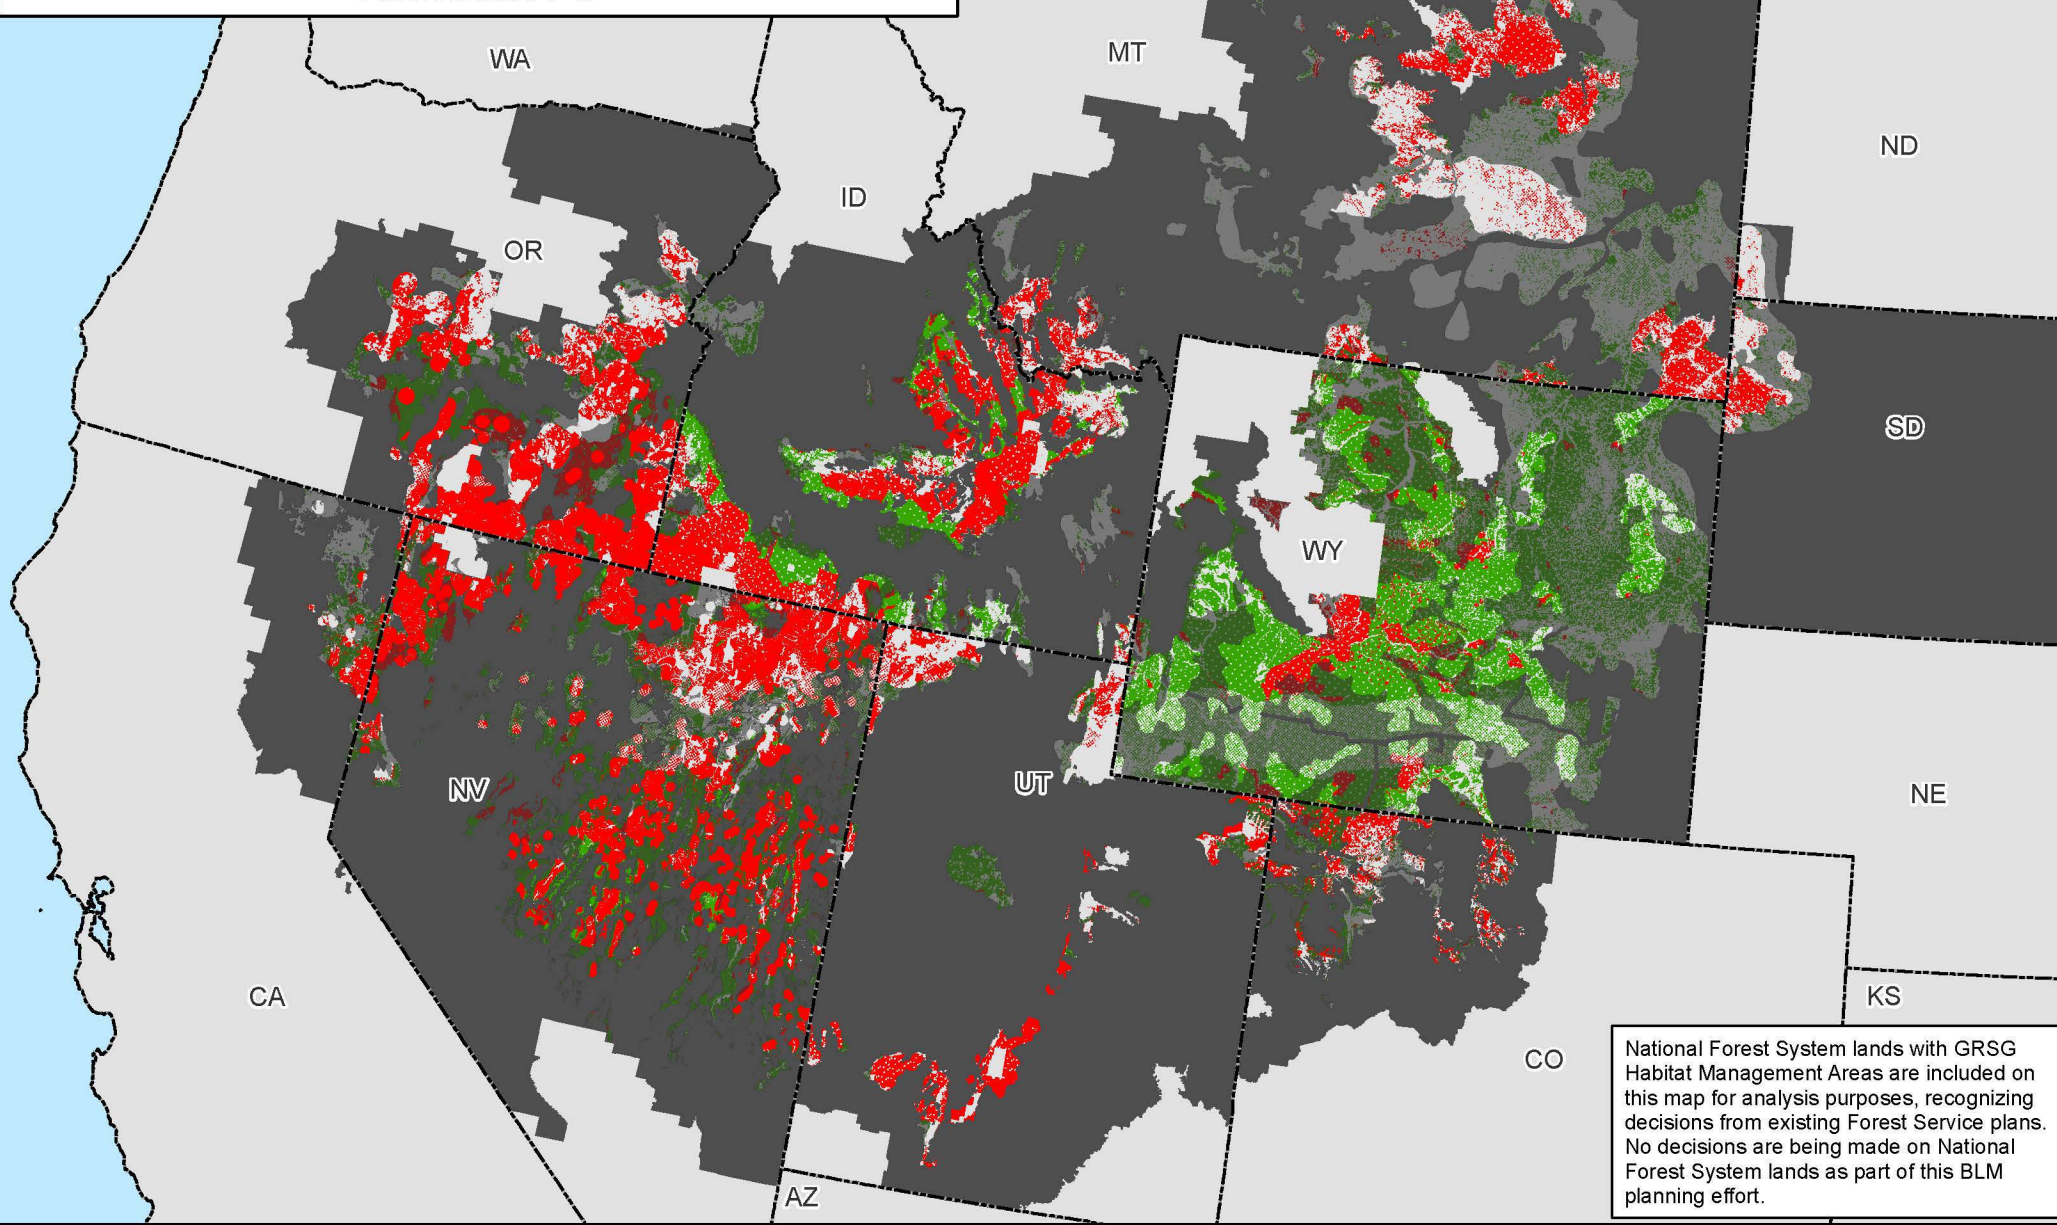 WA
MT
ND
ID
OR
SD
WY
NV
UT
NE
CA
KS
CO
AZ
National Forest System lands with GRSG
Habitat Management Areas are included on
this map for analysis purposes, recognizing
decisions from existing Forest Service plans.
No decisions are being made on National
Forest System lands as part of this BLM
planning effort.